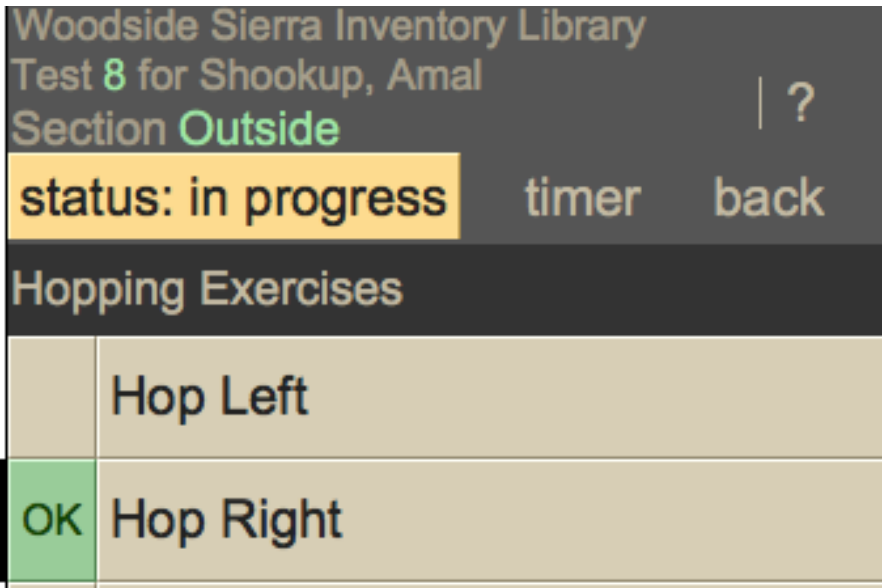 Woodside Sierra Inventory Library
Test 8 for Shookup, Amal
Section Outside
| ?
status: in progress timer back
Hopping Exercises
Hop Left
OK Hop Right